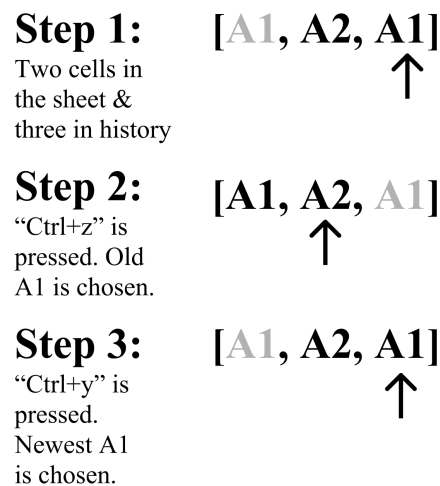 Step 1:
Two cells in
the sheet &
three in history
[A1, A2, A1]
Step 2:
“Ctrl+z” is
pressed. Old
A1 is chosen.
[A1, A2, A1]
Step 3:
“Ctrl+y” is
pressed.
Newest A1
is chosen.
[A1, A2, A1]